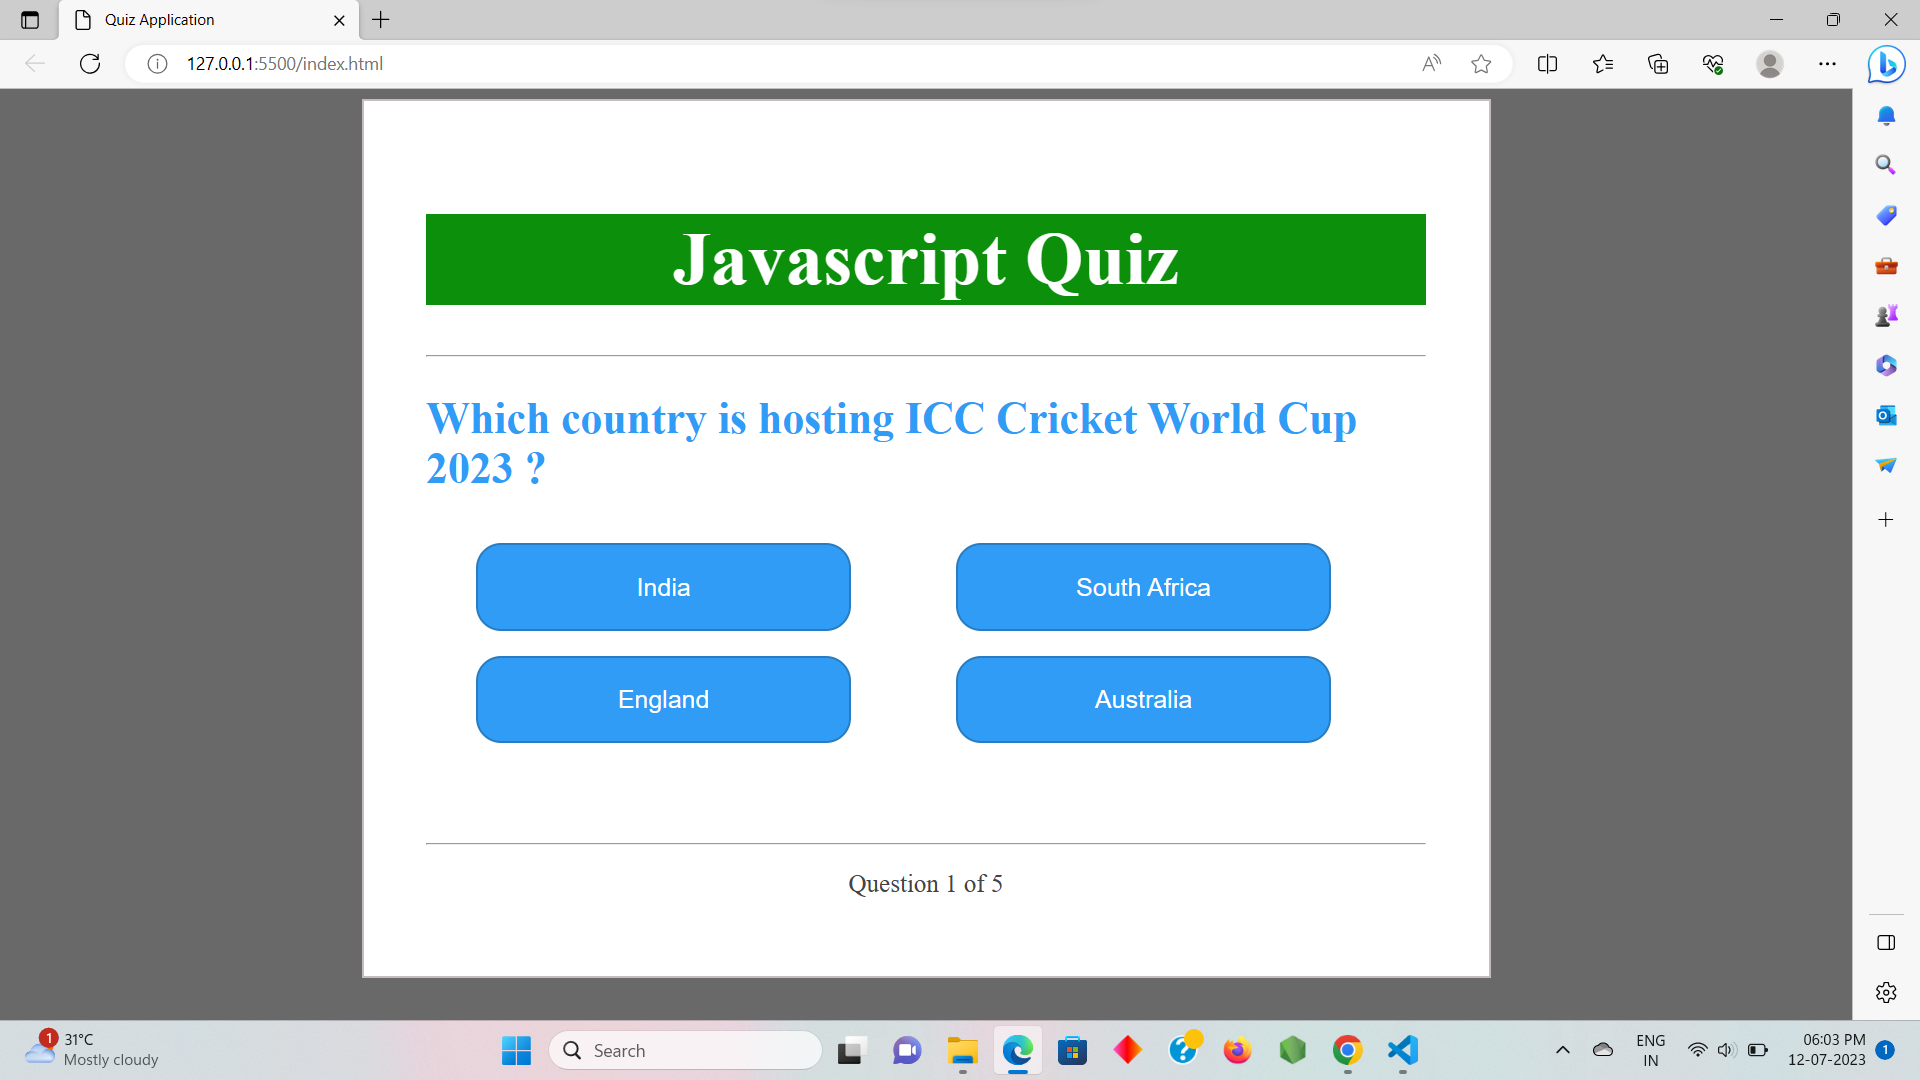 Quiz Application
127.0.0.1:5500/index.html
Javascript Quiz
Which country is hosting ICC Cricket World Cup
2023 ?
India
South Africa
England
Australia
Question 1 of 5
1
31°C
Mostly cloudy
Search
ENG
IN
06:03 PM
12-07-2023
1